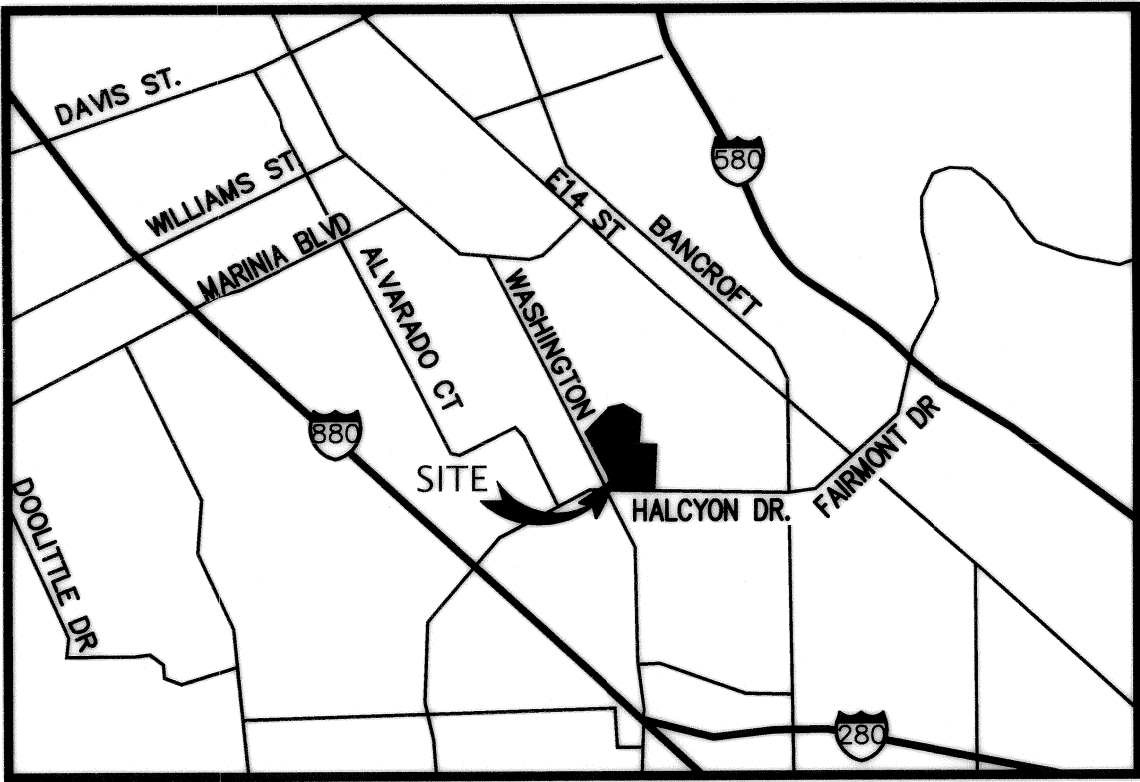 DAVIS ST.
580
WILLIAMS ST.
E14 ST
BANCROFT
MARINIA BLVD
ALVARADO CT
WASHINGTON
880
SITE
FAIRMONT DR
HALCYON DR.
DOOLITTLE DR
280